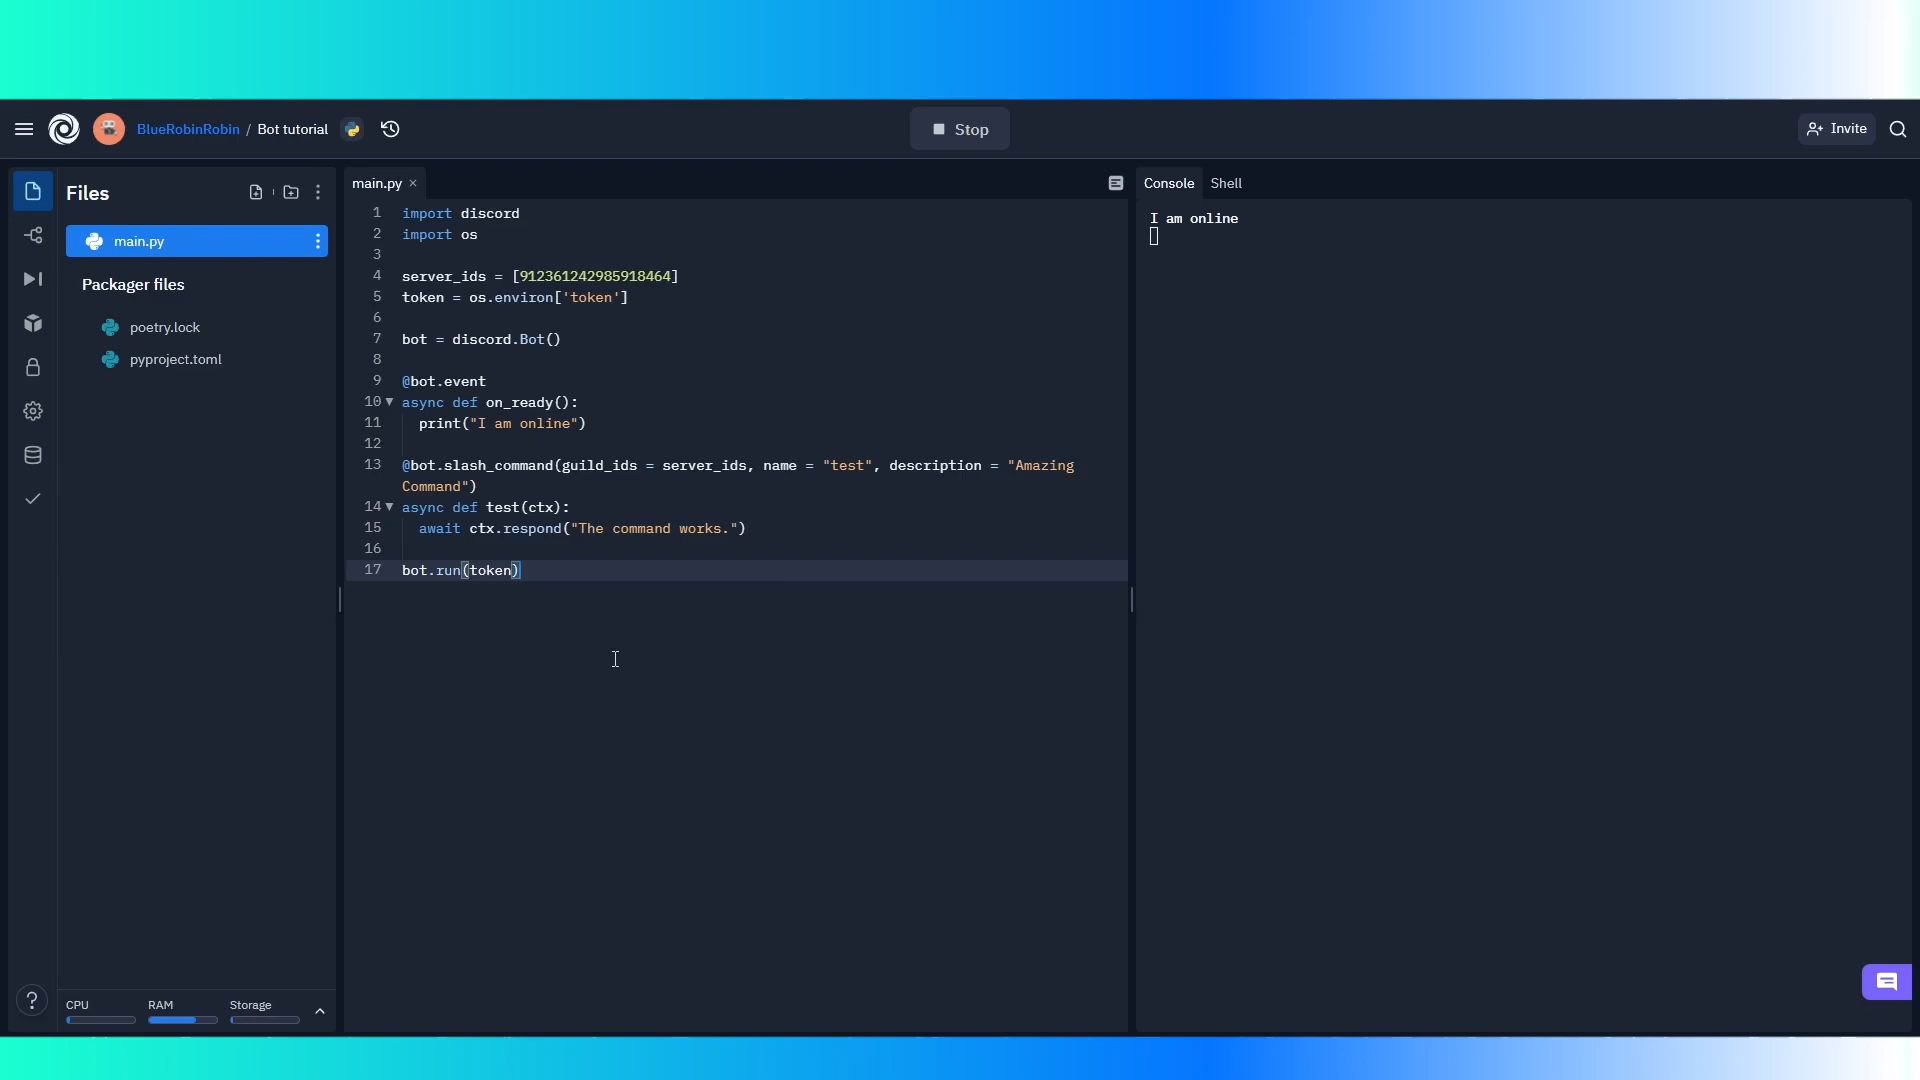 BlueRobinRobin / Bot tutorial
Stop
Invite
Files
main.py
Packager files
poetry.lock
pyproject.toml
CPU
RAM
Storage
main.py ×
1 import discord
2 import os
3
4 server_ids = [912361242985918464]
5 token = os.environ['token']
6
7 bot = discord.Bot()
8
9 @bot.event
10 async def on_ready():
11 print("I am online")
12
13 @bot.slash_command(guild_ids = server_ids, name = "test", description = "Amazing
Command")
14 async def test(ctx):
15 await ctx.respond("The command works.")
16
17 bot.run(token)
Console Shell
I am online